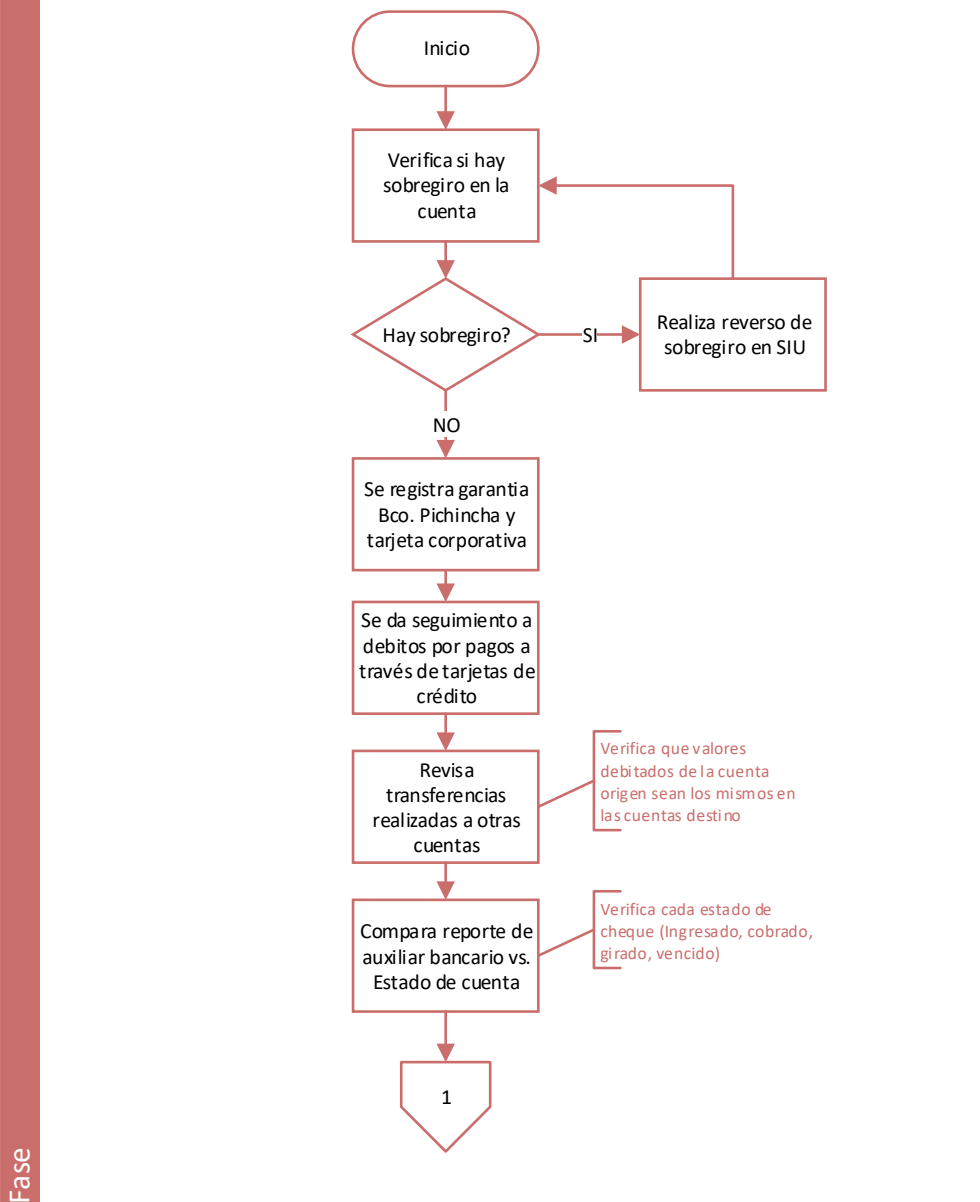 Inicio
Verifica si hay
sobregiro en la
cuenta
Hay sobregiro?
SI
Realiza reverso de
sobregiro en SIU
NO
Se registra garantia
Bco. Pichincha y
tarjeta corporativa
Se da seguimiento a
debitos por pagos a
través de tarjetas de
crédito
Revisa
transferencias
realizadas a otras
cuentas
Verifica que valores
debitados de la cuenta
origen sean los mismos en
las cuentas destino
Compara reporte de
auxiliar bancario vs.
Estado de cuenta
Verifica cada estado de
cheque (Ingresado, cobrado,
girado, vencido)
1
Fase